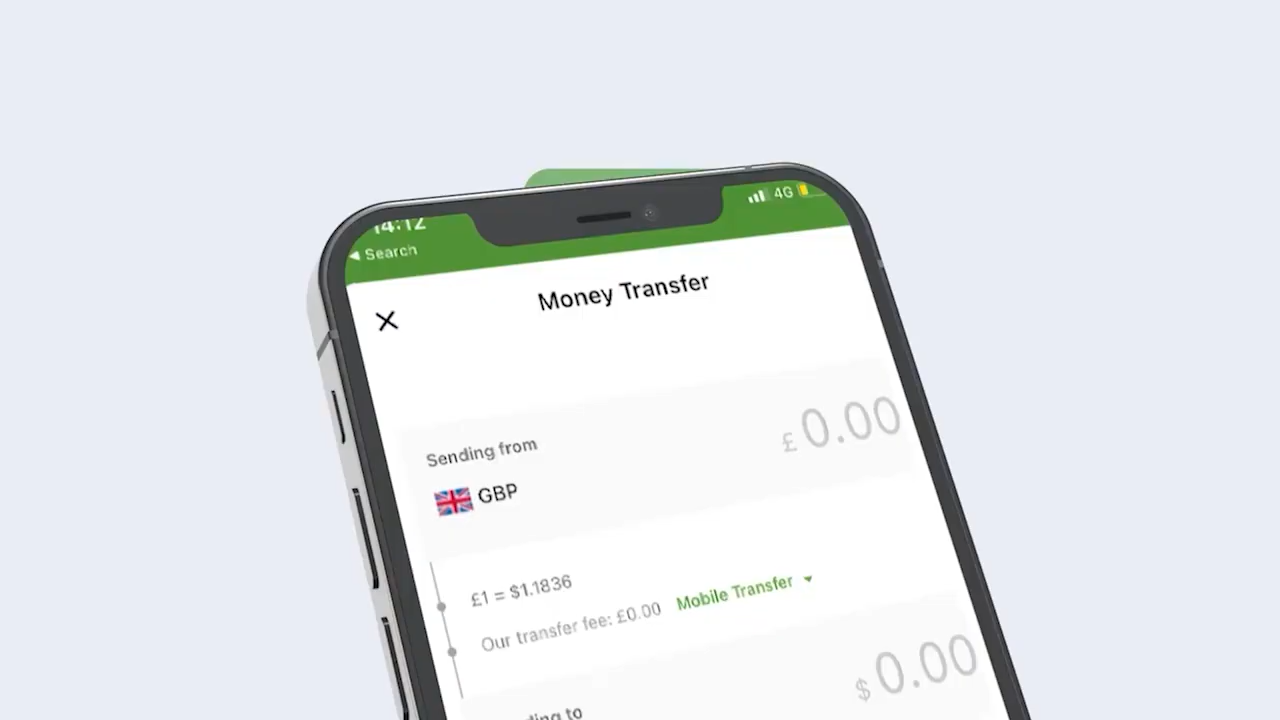 14:12
4G
Search
Money Transfer
Sending from
£ 0.00
GBP
£1 = $1.1836
Our transfer fee: £0.00 Mobile Transfer
$ 0.00
to